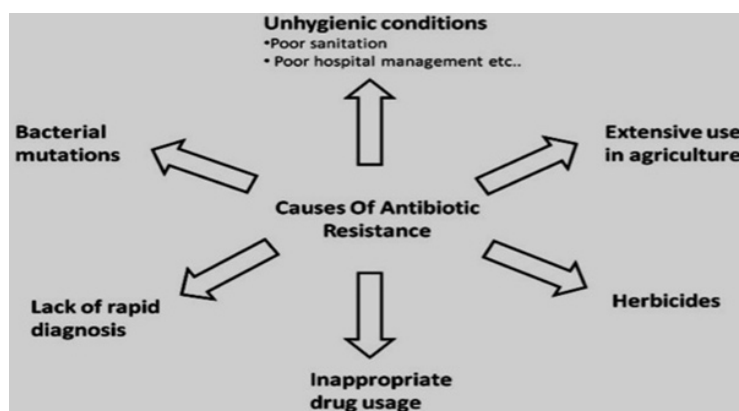 Unhygienic conditions
•Poor sanitation
• Poor hospital management etc..
Bacterial
mutations
Extensive use
in agriculture
Causes Of Antibiotic
Resistance
Lack of rapid
diagnosis
Herbicides
Inappropriate
drug usage